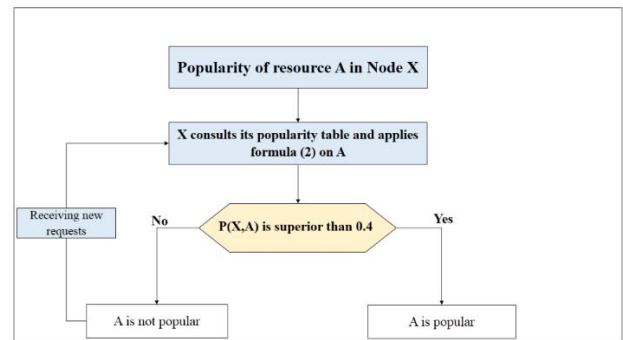 Popularity of resource A in Node X
X consults its popularity table and applies
formula (2) on A
Receiving new
requests
No
P(X,A) is superior than 0.4
Yes
A is not popular
A is popular